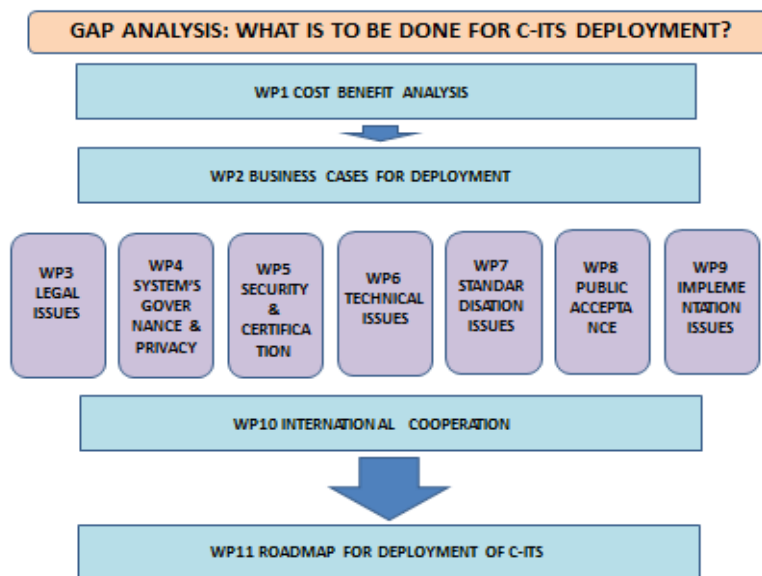 GAP ANALYSIS: WHAT IS TO BE DONE FOR C-ITS DEPLOYMENT?
WP1 COST BENEFIT ANALYSIS
WP2 BUSINESS CASES FOR DEPLOYMENT
WP3
LEGAL
ISSUES
WP4
SYSTEM'S
GOVER
NANCE &
PRIVACY
WP5
SECURITY
&
CERTIFICA
TION
WP6
TECHNICAL
ISSUES
WP7
STANDAR
DISATION
ISSUES
WP8
PUBLIC
ACCEPTA
NCE
WP9
IMPLEME
NTATION
ISSUES
WP10 INTERNATIONAL COOPERATION
WP11 ROADMAP FOR DEPLOYMENT OF C-ITS